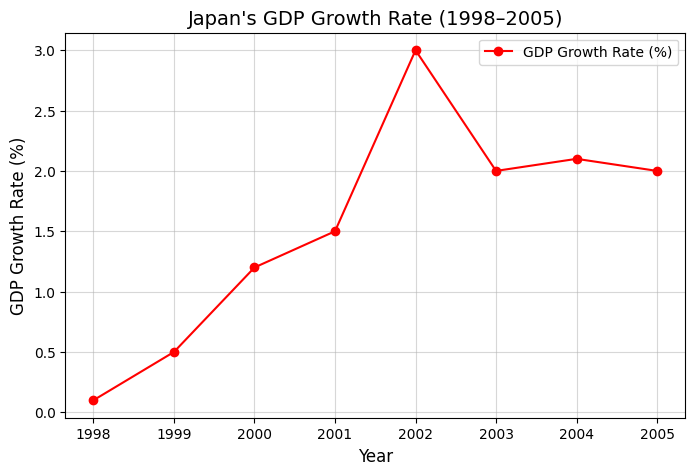 Japan's GDP Growth Rate (1998–2005)
GDP Growth Rate (%)
3.0
2.5
2.0
1.5
1.0
0.5
0.0
GDP Growth Rate (%)
1998 1999 2000 2001 2002 2003 2004 2005
Year